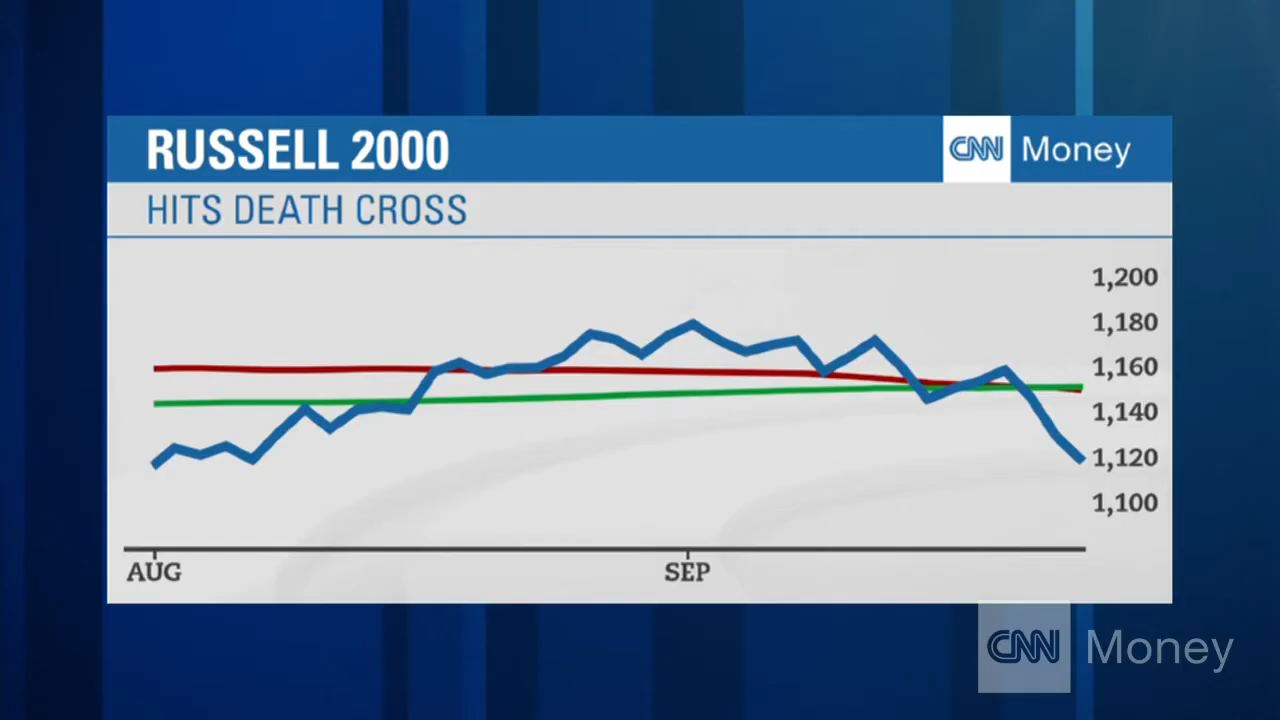 RUSSELL 2000
CNN Money
HITS DEATH CROSS
1,200
1,180
1,160
1,140
1,120
1,100
AUG SEP
CNN Money